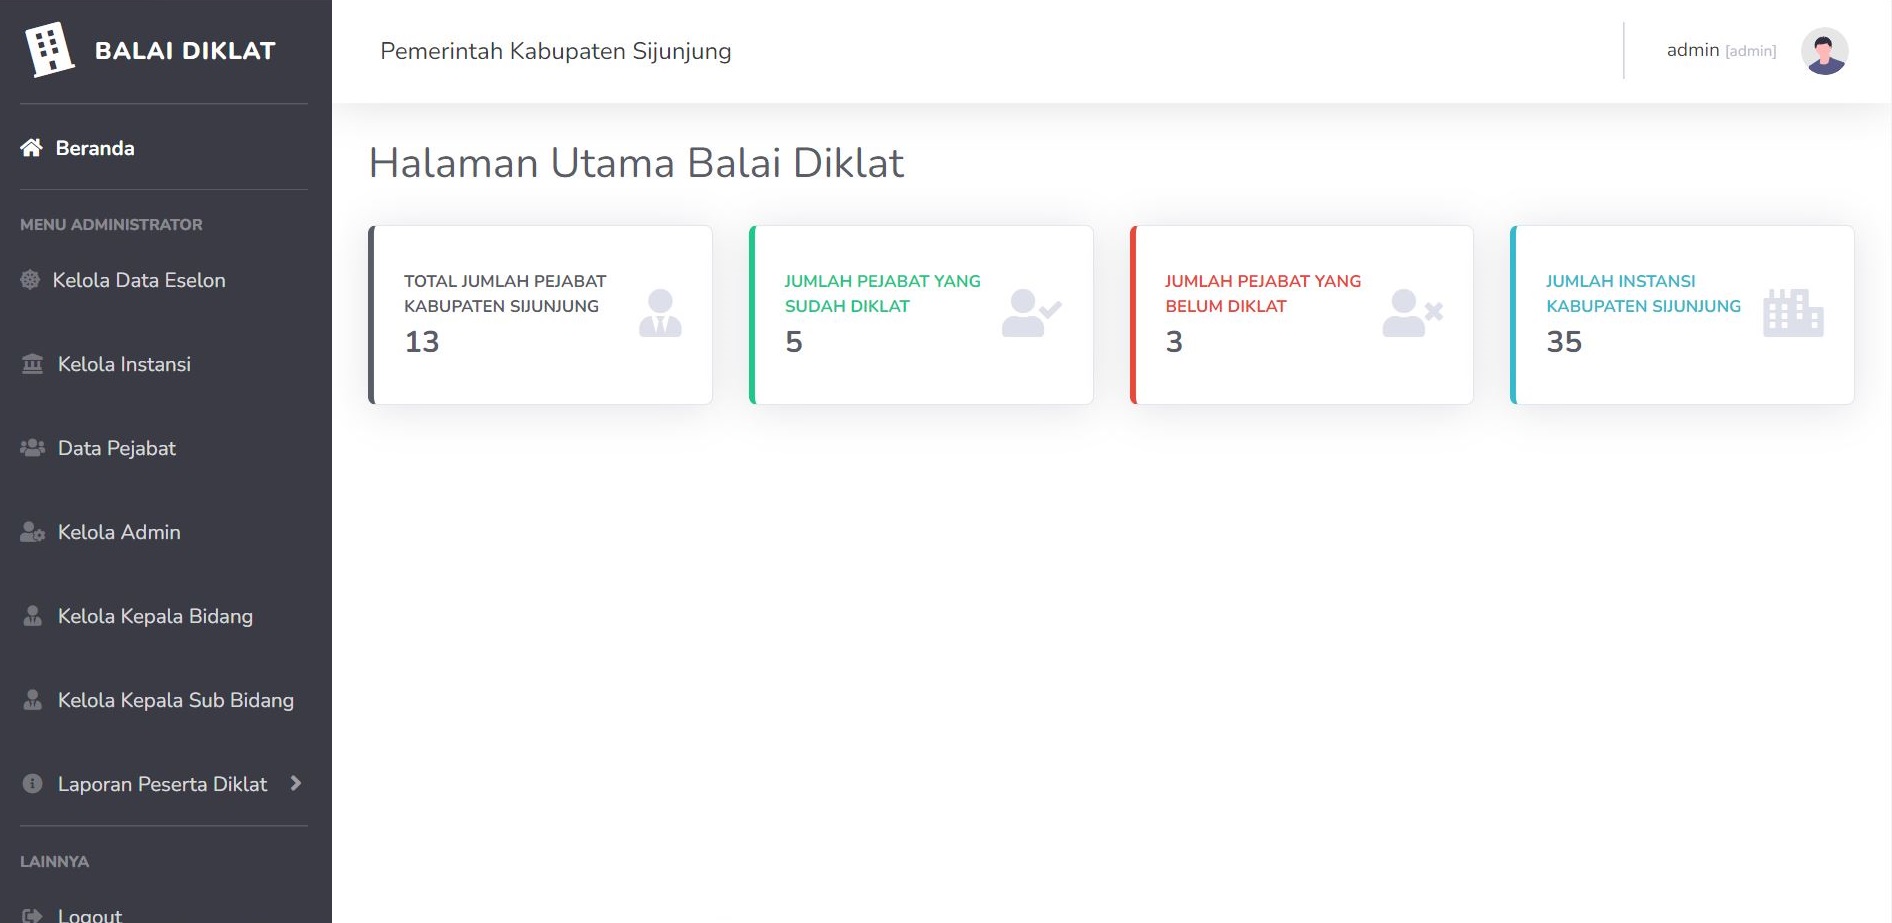 BALAI DIKLAT
Beranda
MENU ADMINISTRATOR
Kelola Data Eselon
Kelola Instansi
Data Pejabat
Kelola Admin
Kelola Kepala Bidang
Kelola Kepala Sub Bidang
Laporan Peserta Diklat
LAINNYA
Logout
Pemerintah Kabupaten Sijunjung
admin [admin]
Halaman Utama Balai Diklat
TOTAL JUMLAH PEJABAT
KABUPATEN SIJUNJUNG
13
JUMLAH PEJABAT YANG
SUDAH DIKLAT
5
JUMLAH PEJABAT YANG
BELUM DIKLAT
3
JUMLAH INSTANSI
KABUPATEN SIJUNJUNG
35